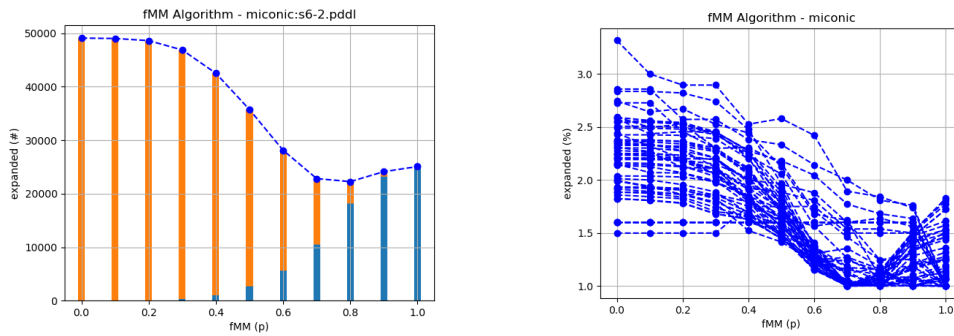 fMM Algorithm - miconic:s6-2.pddl
expanded (#)
50000
40000
30000
20000
10000
0
0.0 0.2 0.4 0.6 0.8 1.0
fMM (p)
fMM Algorithm - miconic
expanded (%)
3.0
2.5
2.0
1.5
1.0
0.0 0.2 0.4 0.6 0.8 1.0
fMM (p)